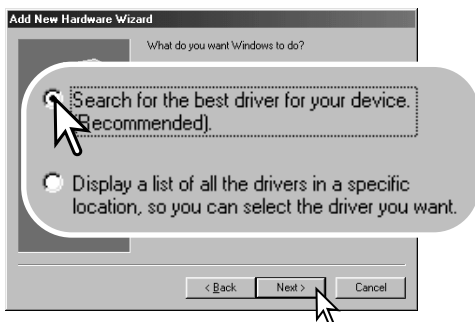 Add New Hardware Wizard
What do you want Windows to do?
Search for the best driver for your device.
(Recommended).
Display a list of all the drivers in a specific
location, so you can select the driver you want.
< Back
Next >
Cancel